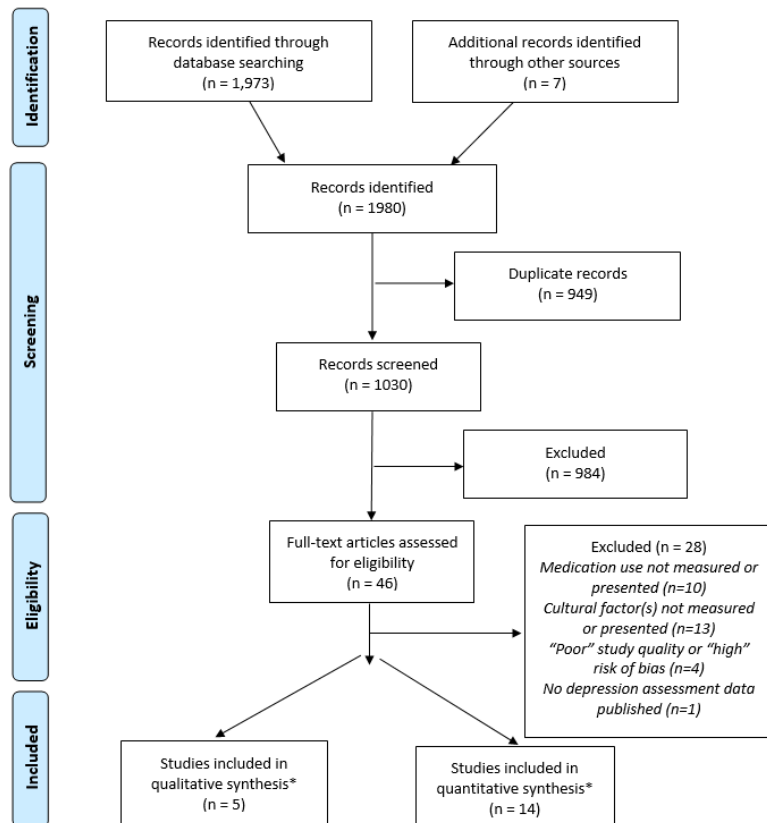 Identification
Records identified through
database searching
(n = 1,973)
Additional records identified
through other sources
(n = 7)
Screening
Records identified
(n = 1980)
Duplicate records
(n = 949)
Records screened
(n = 1030)
Excluded
(n = 984)
Eligibility
Full-text articles assessed
for eligibility
(n = 46)
Excluded (n = 28)
Medication use not measured or
presented (n=10)
Cultural factor(s) not measured
or presented (n=13)
“Poor” study quality or “high”
risk of bias (n=4)
No depression assessment data
published (n=1)
Included
Studies included in
qualitative synthesis*
(n = 5)
Studies included in
quantitative synthesis*
(n = 14)